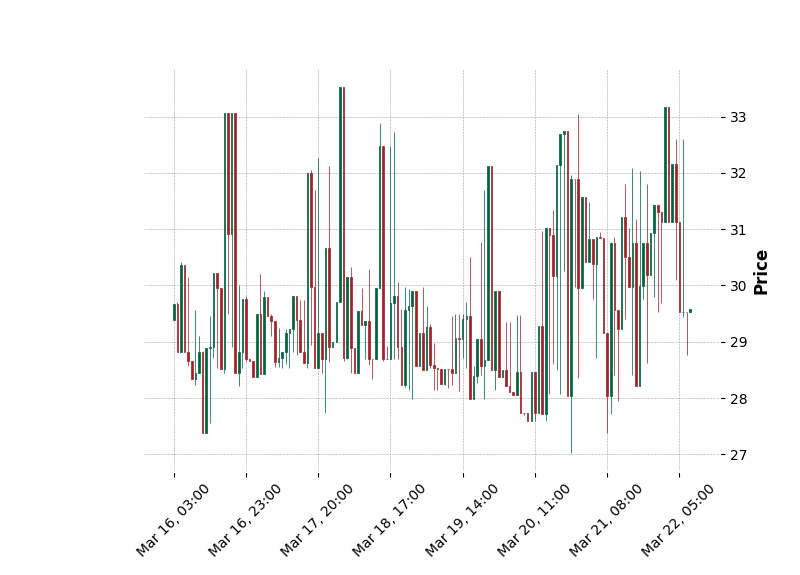 33
32
31
30
29
28
27
Price
Mar 16, 03:00
Mar 16, 23:00
Mar 17, 20:00
Mar 18, 17:00
Mar 19, 14:00
Mar 20, 11:00
Mar 21, 08:00
Mar 22, 05:00